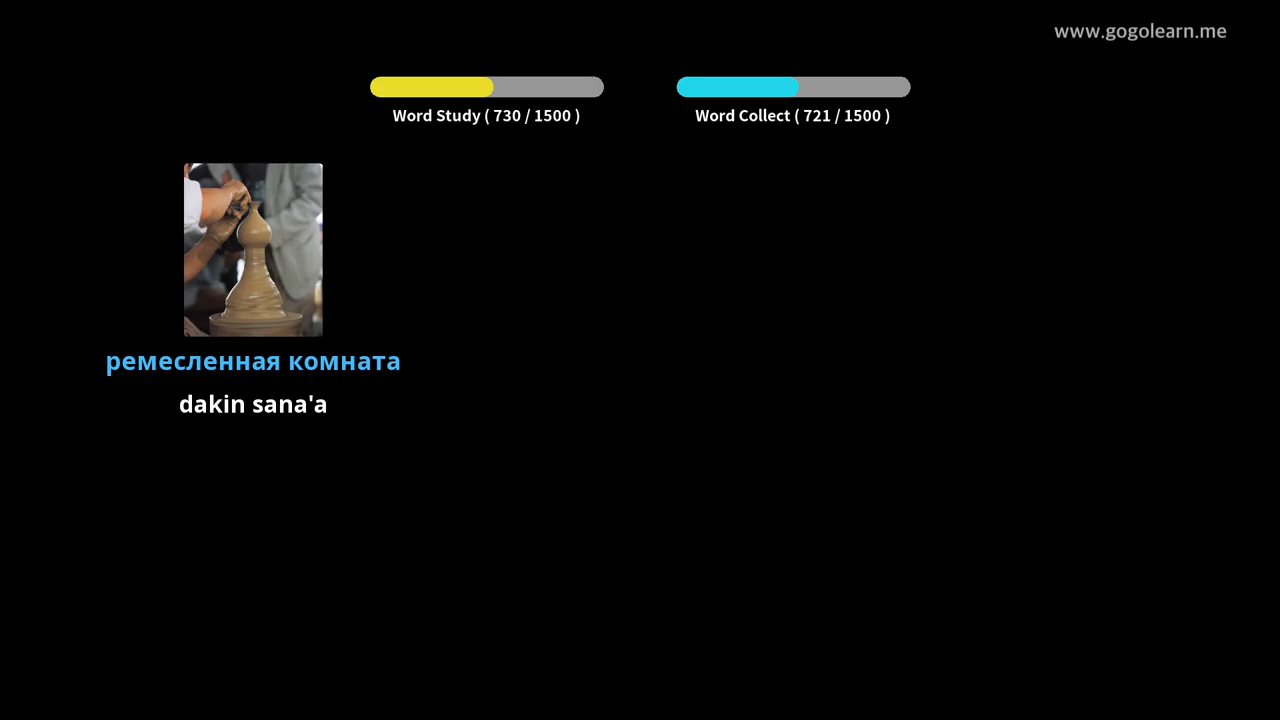 www.gogolearn.me
Word Study ( 730 / 1500 )
Word Collect ( 721 / 1500 )
ремесленная комната
dakin sana'a